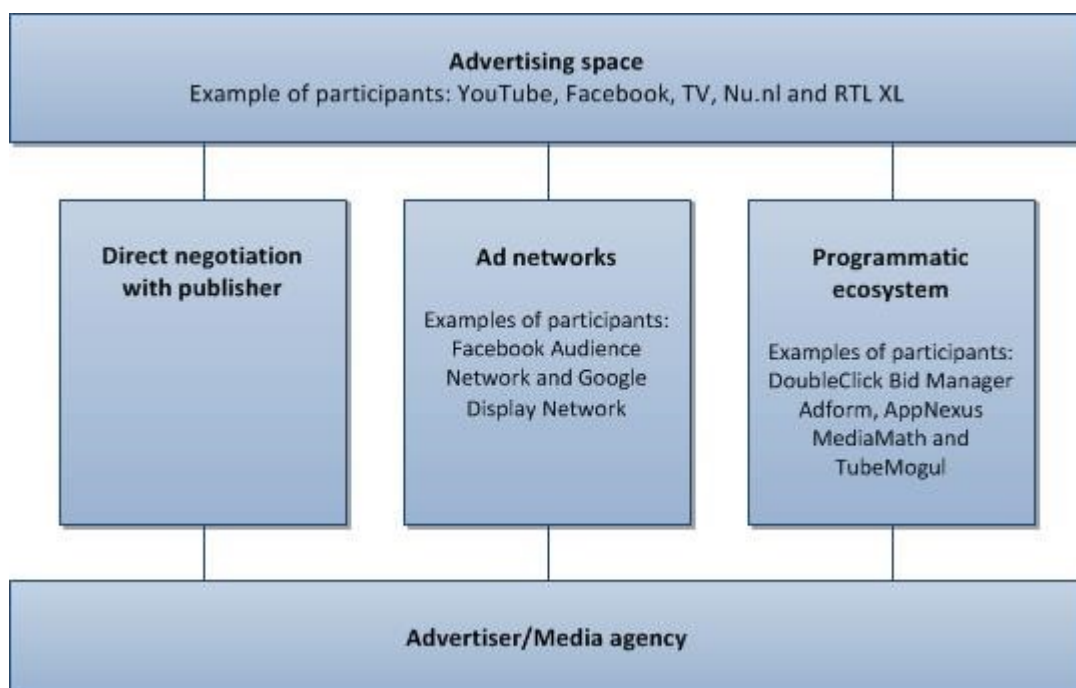 Advertising space
Example of participants: YouTube, Facebook, TV, Nu.nl and RTL XL
Direct negotiation
with publisher
Ad networks
Examples of participants:
Facebook Audience
Network and Google
Display Network
Programmatic
ecosystem
Examples of participants:
DoubleClick Bid Manager
Adform, AppNexus
MediaMath and
TubeMogul
Advertiser/Media agency